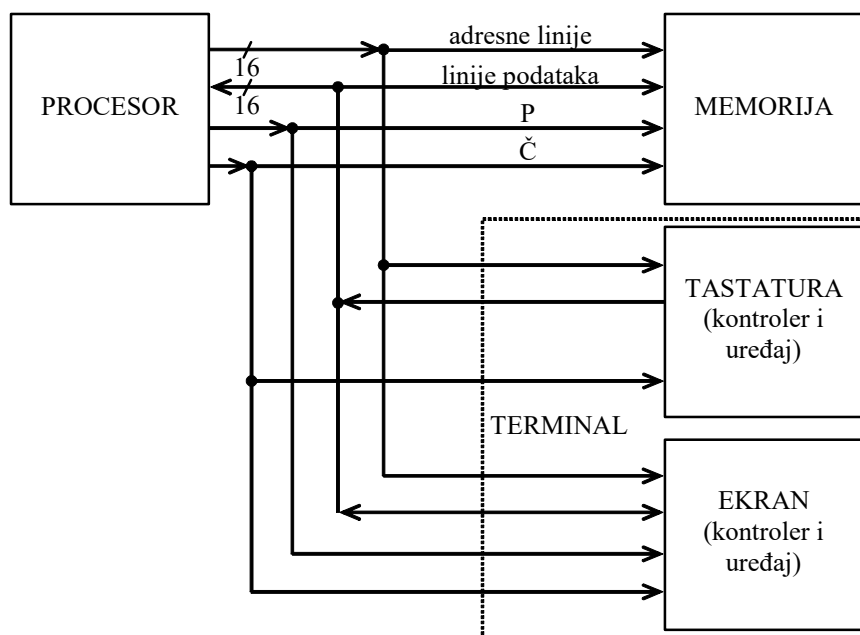 adresne linije
16
linije podataka
PROCESOR
16
P
MEMORIJA
Č
TASTATURA
(kontroler i
uređaj)
TERMINAL
EKRAN
(kontroler i
uređaj)